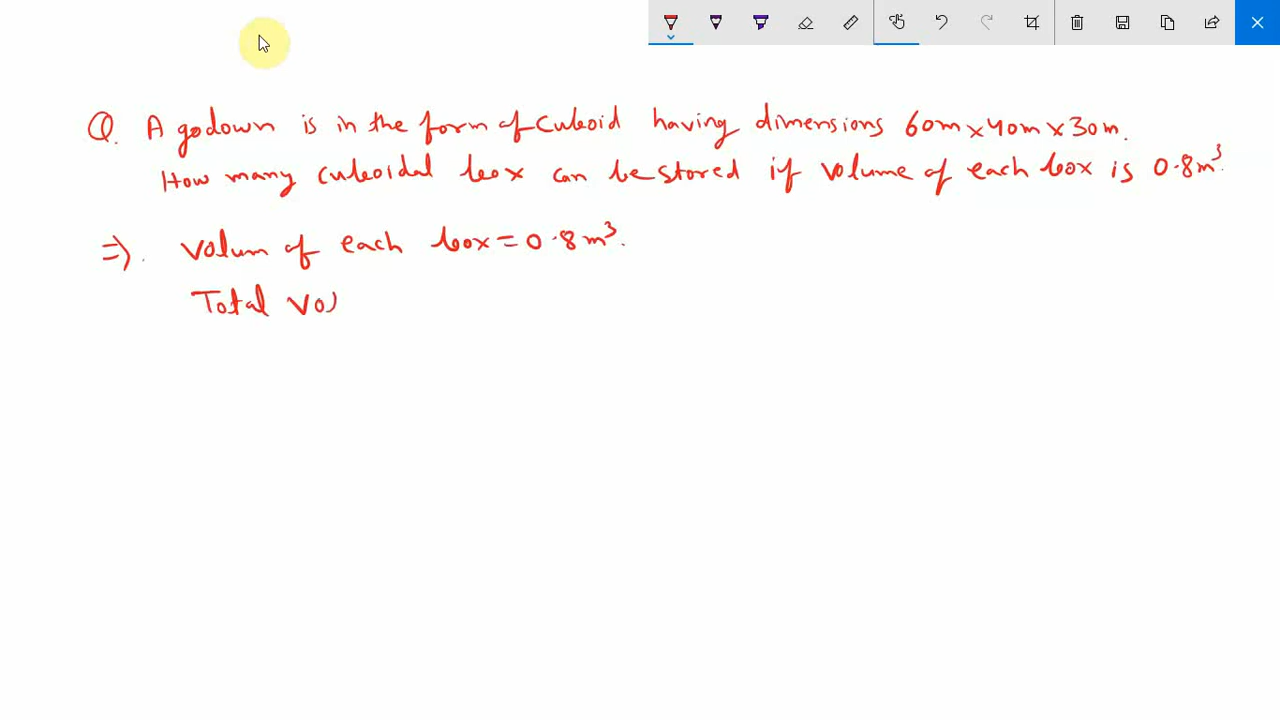 Q. A godown is in the form of cuboid having dimensions 60m×40m×30m.
How many cuboidal box can be stored if volume of each box is 0.8m³.
⇒. Volum of each box = 0.8m³.
Total Vol